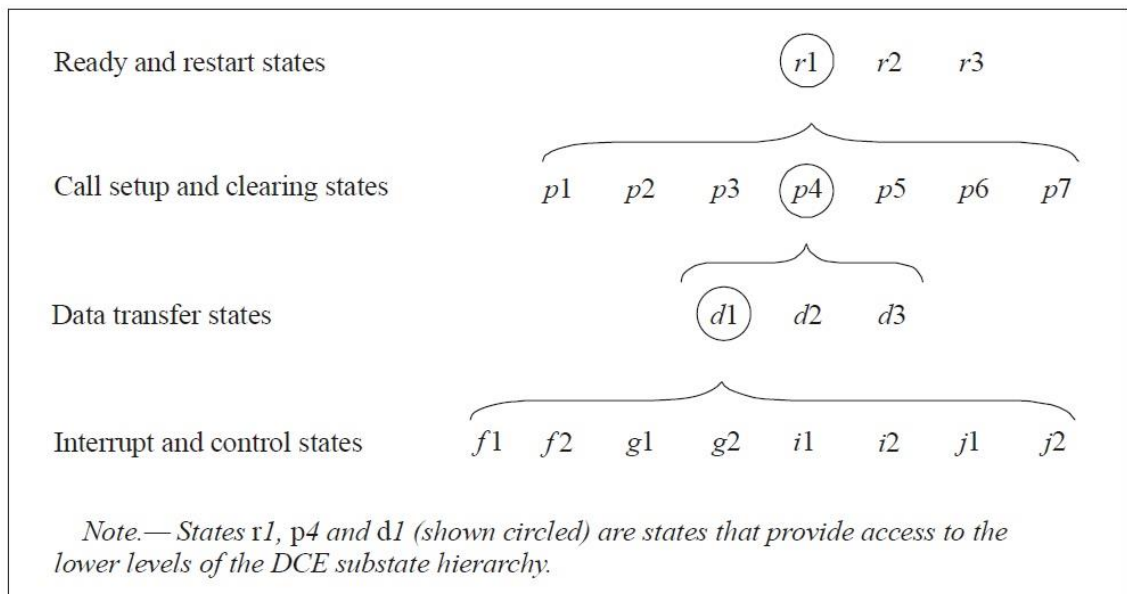 Ready and restart states r1 r2 r3
Call setup and clearing states p1 p2 p3 p4 p5 p6 p7
Data transfer states d1 d2 d3
Interrupt and control states f1 f2 g1 g2 i1 i2 j1 j2
Note.— States r1, p4 and d1 (shown circled) are states that provide access to the
lower levels of the DCE substate hierarchy.